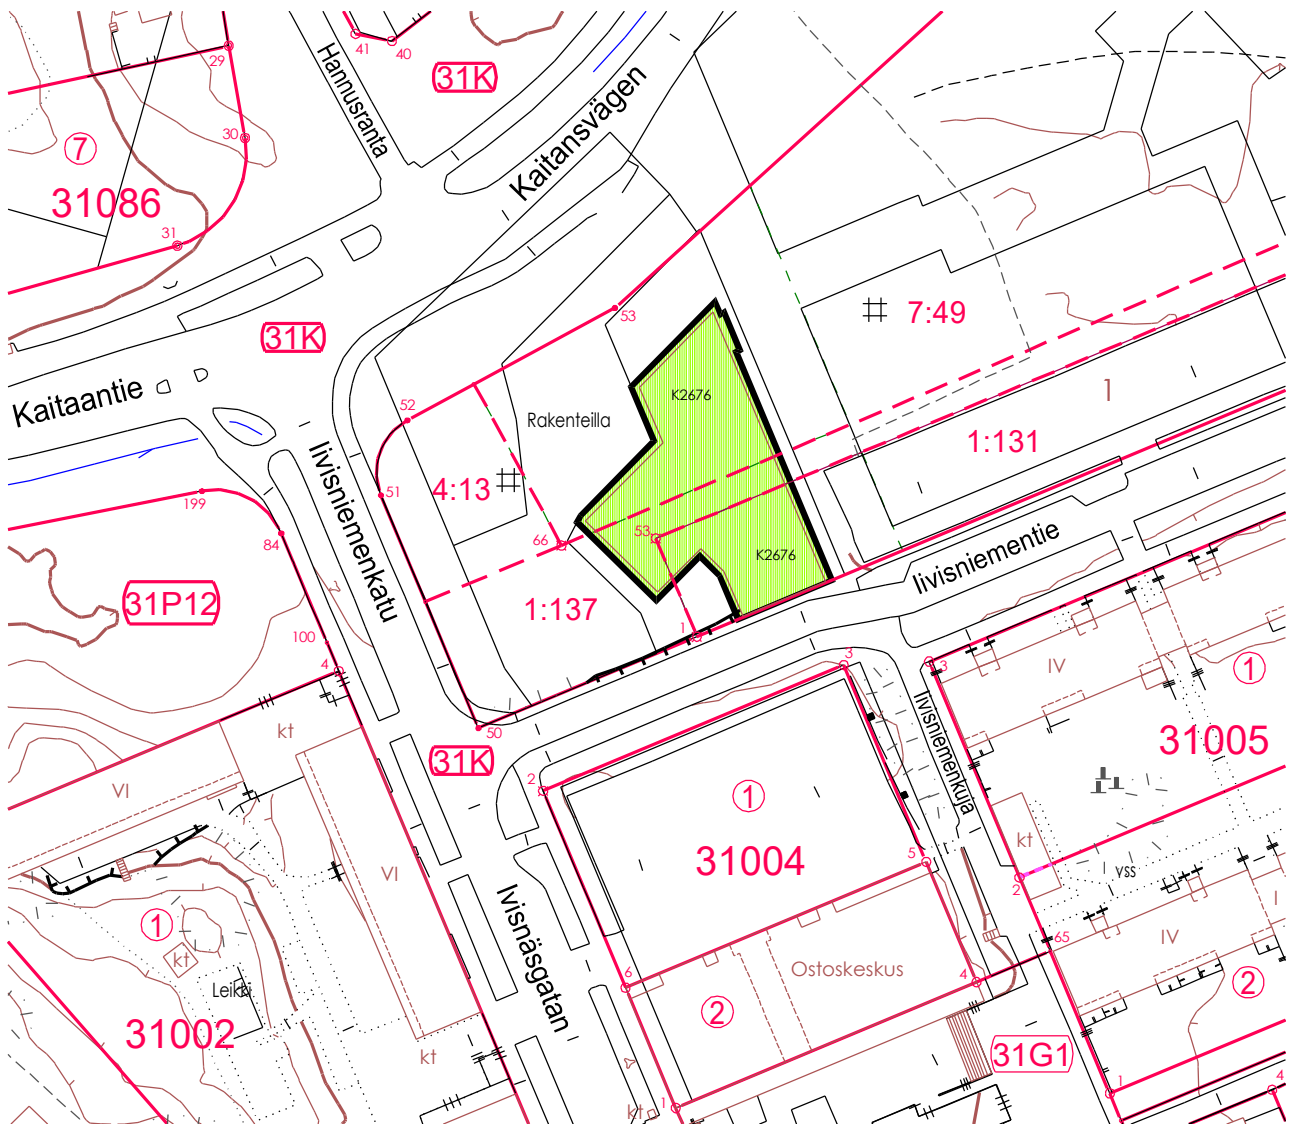 41
40
29
31K
Hannusranta
Kaitansvägen
30
7
31086
31
31K
53
7:49
Kaitaantie
52
K2676
Rakenteilla
1
1:131
4:13
51
199
Iivisniemenkatu
84
66
53
K2676
Iivisniementie
31P12
1:137
100
1
4
3
3
IV
1
kt
50
31K
Iivisniemenkuja
31005
VI
2
1
31004
5
kt
vss
VI
2
1
Iivisnäsgatan
65
IV
I
kt
Ostoskeskus
6
4
2
2
Leikki
31002
kt
31G1
1
4
kt
1